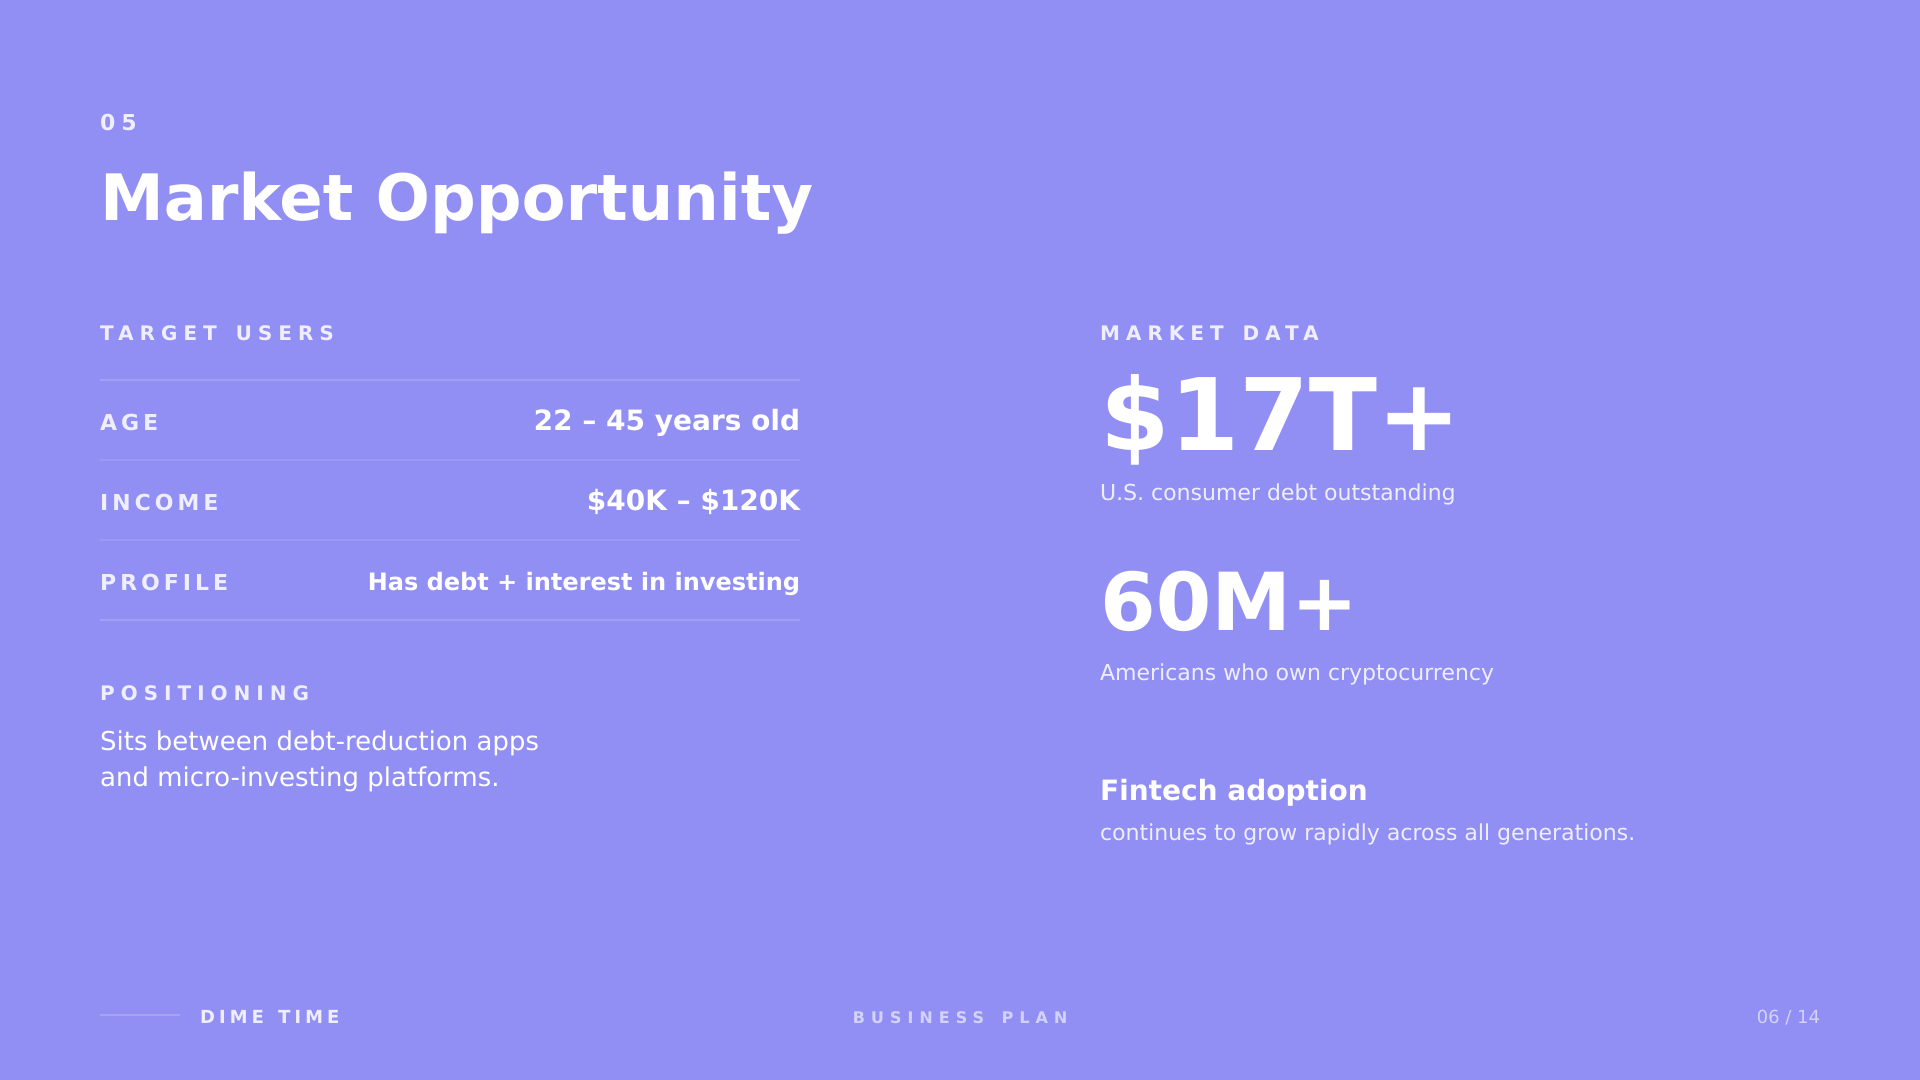 05
Market Opportunity
TARGET USERS
AGE 22 – 45 years old
INCOME $40K – $120K
PROFILE Has debt + interest in investing
POSITIONING
Sits between debt-reduction apps
and micro-investing platforms.
MARKET DATA
$17T+
U.S. consumer debt outstanding
60M+
Americans who own cryptocurrency
Fintech adoption
continues to grow rapidly across all generations.
DIME TIME
BUSINESS PLAN
06 / 14